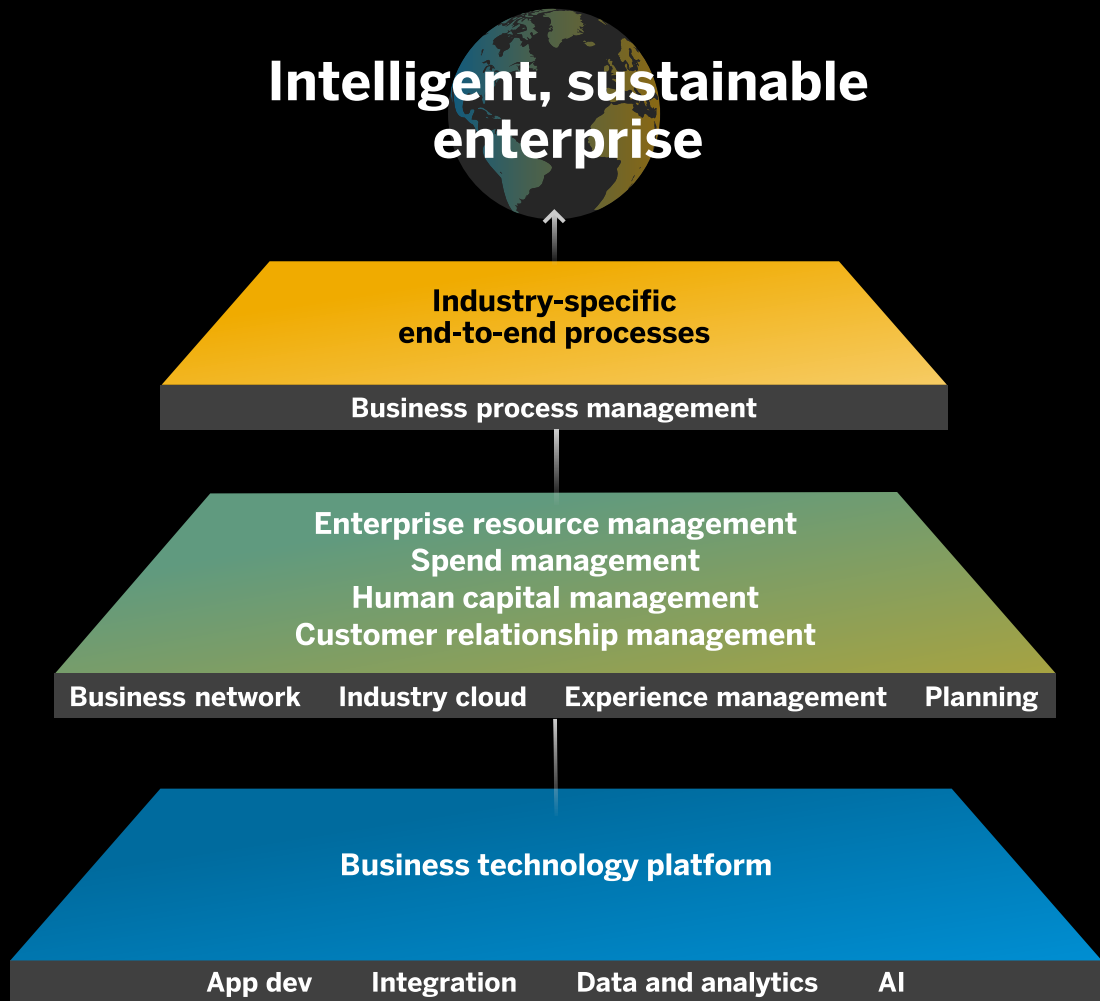 Intelligent, sustainable
enterprise
Industry-specific
end-to-end processes
Business process management
Enterprise resource management
Spend management
Human capital management
Customer relationship management
Business network Industry cloud Experience management Planning
Business technology platform
App dev Integration Data and analytics AI